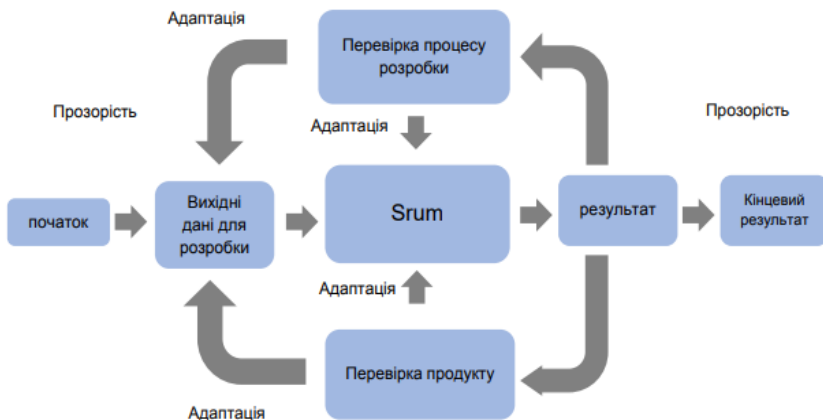 Адаптація
Перевірка процесу
розробки
Прозорість
Адаптація
Прозорість
початок
Вихідні
дані для
розробки
Srum
результат
Кінцевий
результат
Адаптація
Перевірка продукту
Адаптація